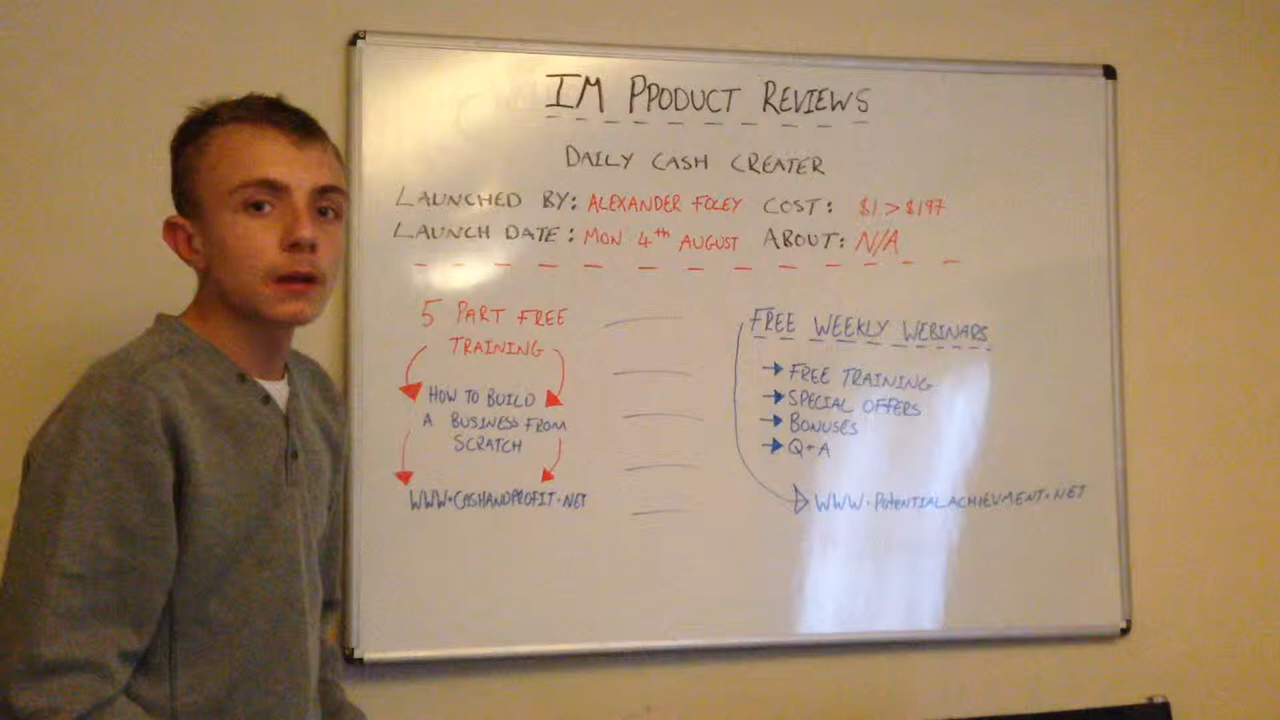 IM PPODUCT REVIEWS
DAILY CASH CREATER
LAUNCHED BY: ALEXANDER FOLEY COST: $1 > $197
LAUNCH DATE: MON 4th AUGUST ABOUT: N/A
5 PART FREE
TRAINING
HOW TO BUILD
A BUSINESS FROM
SCRATCH
WWW.CASHANDPROFIT.NET
FREE WEEKLY WEBINARS
→ FREE TRAINING
→ SPECIAL OFFERS
→ BONUSES
→ Q+A
WWW.POTENTIALACHIEVMENT.NET